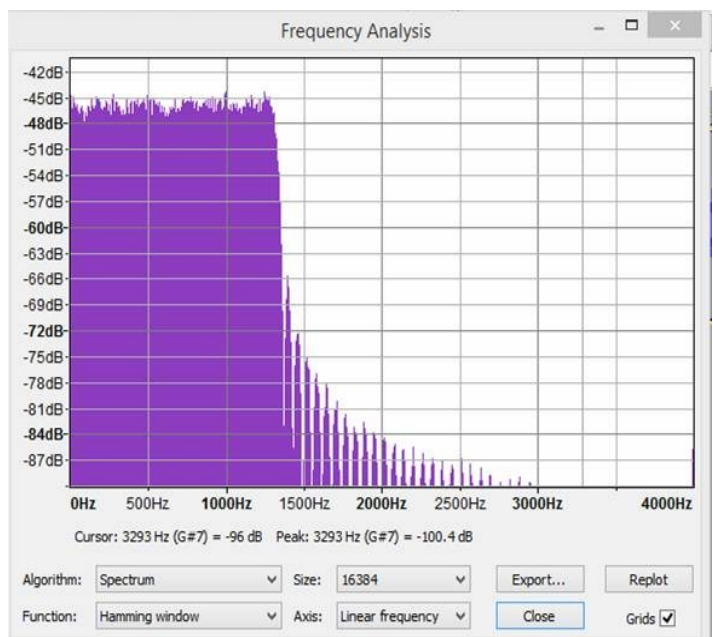 Frequency Analysis
-42dB-
-45dB-
-48dB-
-51dB-
-54dB-
-57dB-
-60dB-
-63dB-
-66dB-
-69dB-
-72dB-
-75dB-
-78dB-
-81dB-
-84dB-
-87dB-
0Hz 500Hz 1000Hz 1500Hz 2000Hz 2500Hz 3000Hz 4000Hz
Cursor: 3293 Hz (G#7) = -96 dB Peak: 3293 Hz (G#7) = -100.4 dB
Algorithm: Spectrum Size: 16384 Export... Replot
Function: Hamming window Axis: Linear frequency Close Grids